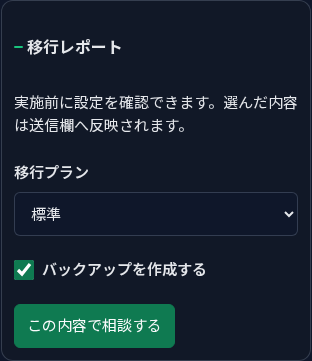 移行レポート
実施前に設定を確認できます。選んだ内容
は送信欄へ反映されます。
移行プラン
標準
バックアップを作成する
この内容で相談する